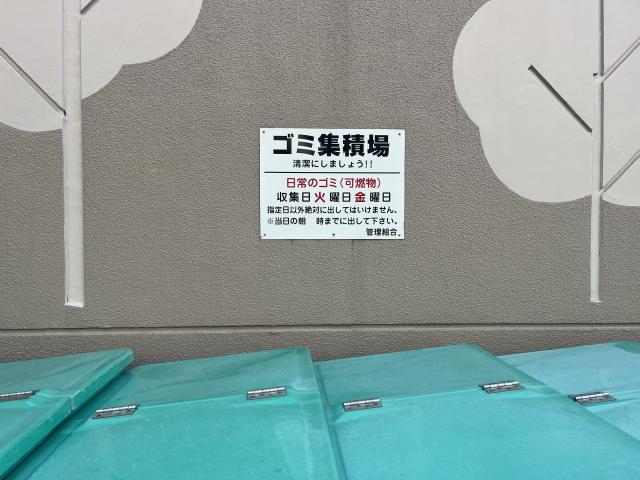 ゴミ集積場
清潔にしましょう!!
日常のゴミ(可燃物)
収集日 火 曜日 金 曜日
指定日以外絶対に出してはいけません。
※当日の朝　時までに出して下さい。
管理組合